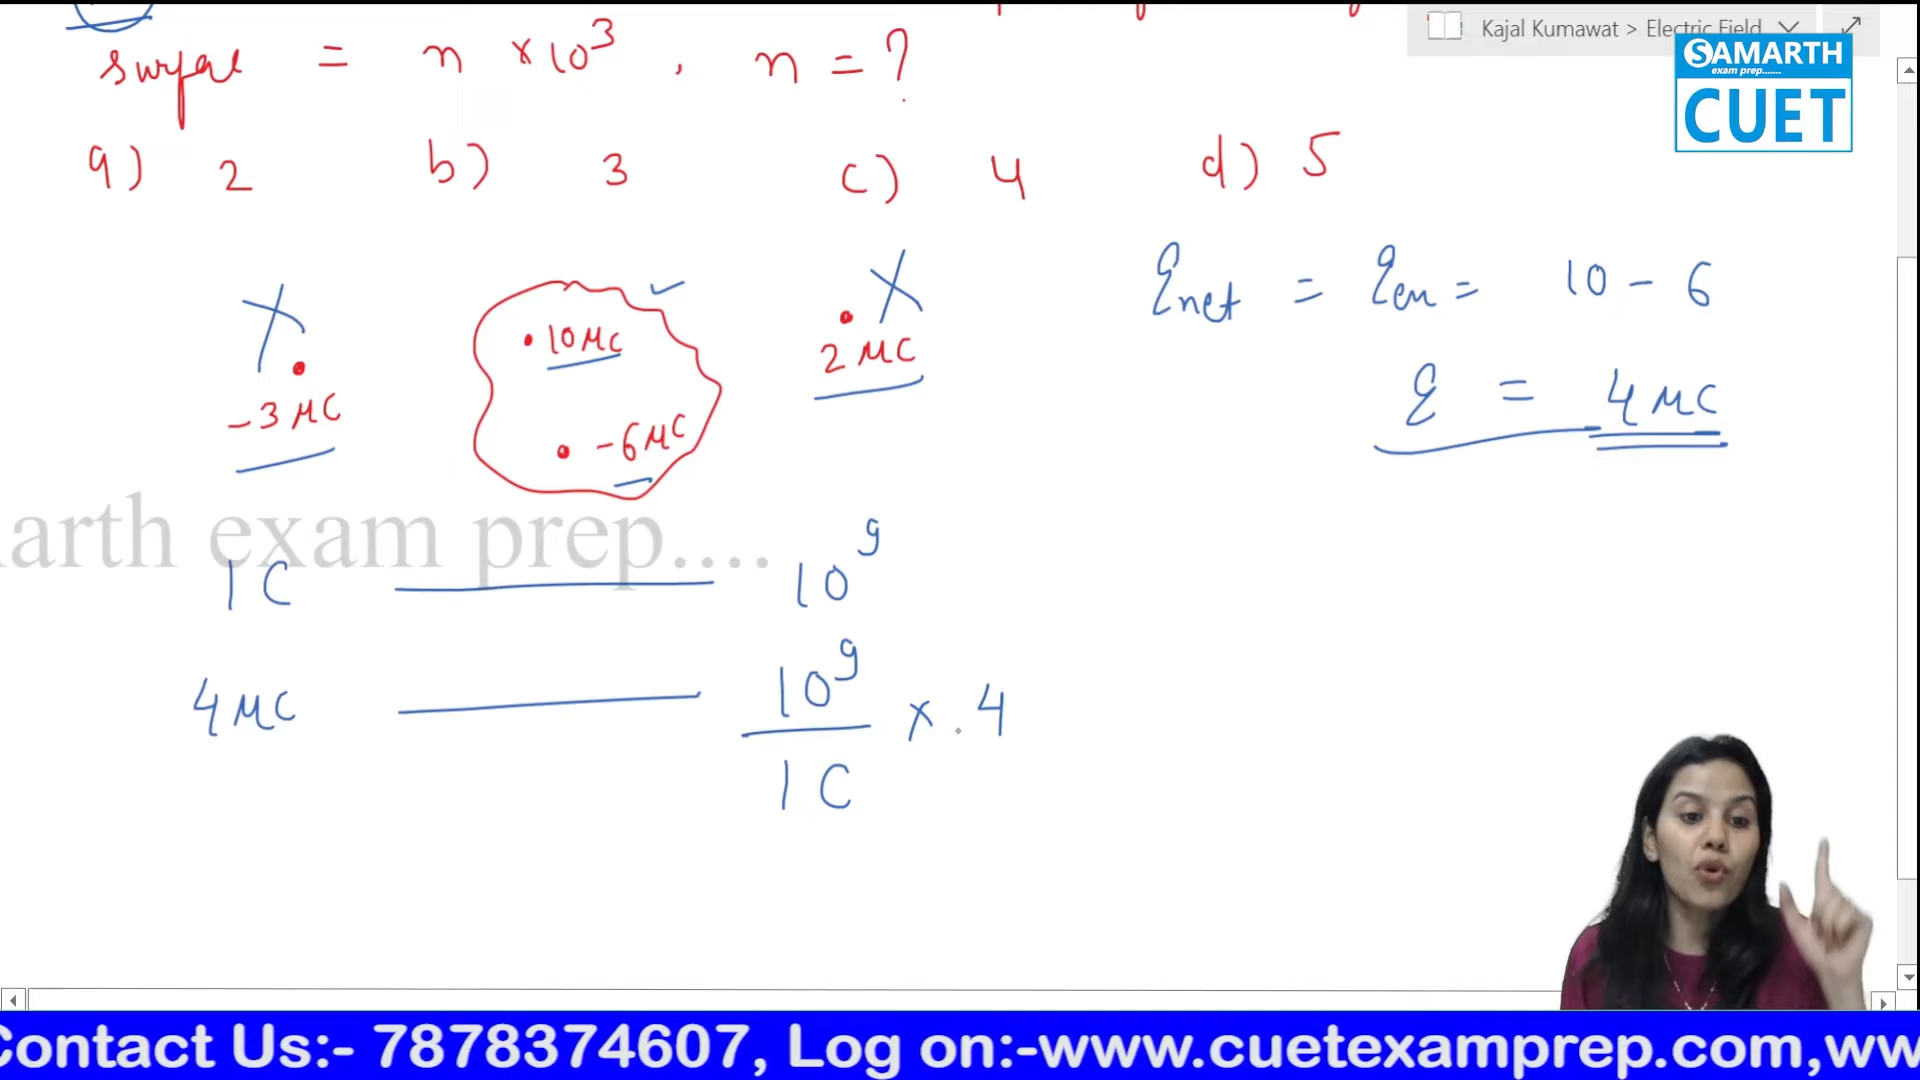 Kajal Kumawat > Electric Field
SAMARTH
exam prep.......
CUET
surface = n ×10³ , n = ?
a) 2 b) 3 c) 4 d) 5
10 μC
-6 μC
-3 μC
2 μC
qnet = qen = 10 - 6
q = 4 μC
arth exam prep....
1 C 10⁹
4 μC 10⁹ / 1 C × . 4
Contact Us:- 7878374607, Log on:-www.cuetexamprep.com,ww